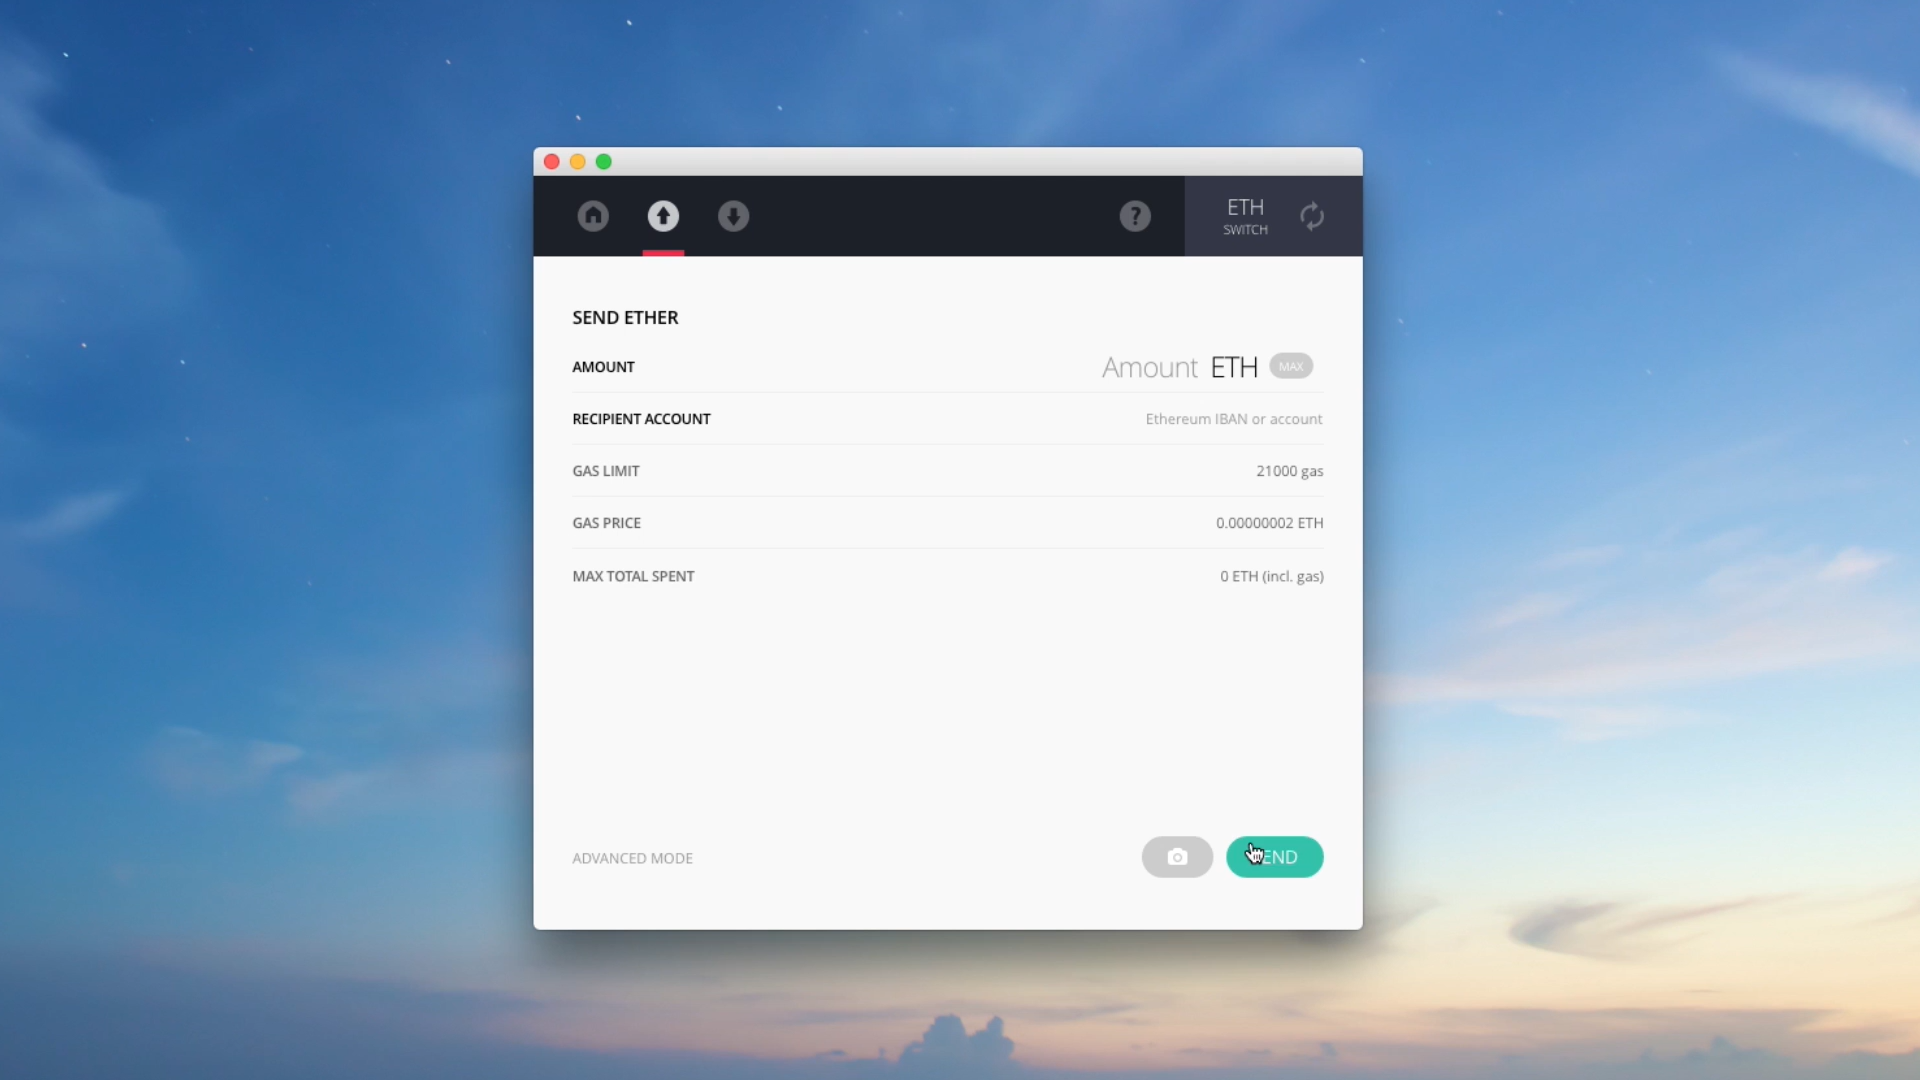 ETH
SWITCH
SEND ETHER
AMOUNT Amount ETH MAX
RECIPIENT ACCOUNT Ethereum IBAN or account
GAS LIMIT 21000 gas
GAS PRICE 0.00000002 ETH
MAX TOTAL SPENT 0 ETH (incl. gas)
ADVANCED MODE SEND